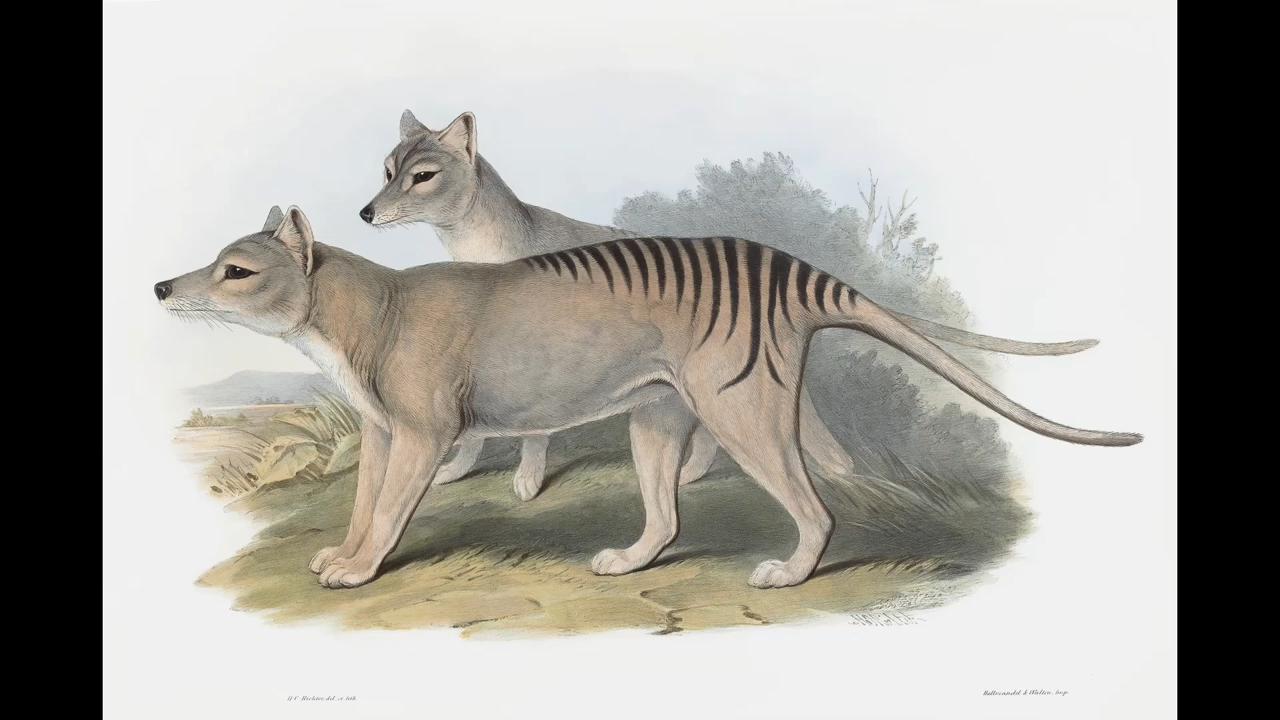 H C Richter, del. et lith.
Hullmandel & Walton, Imp.